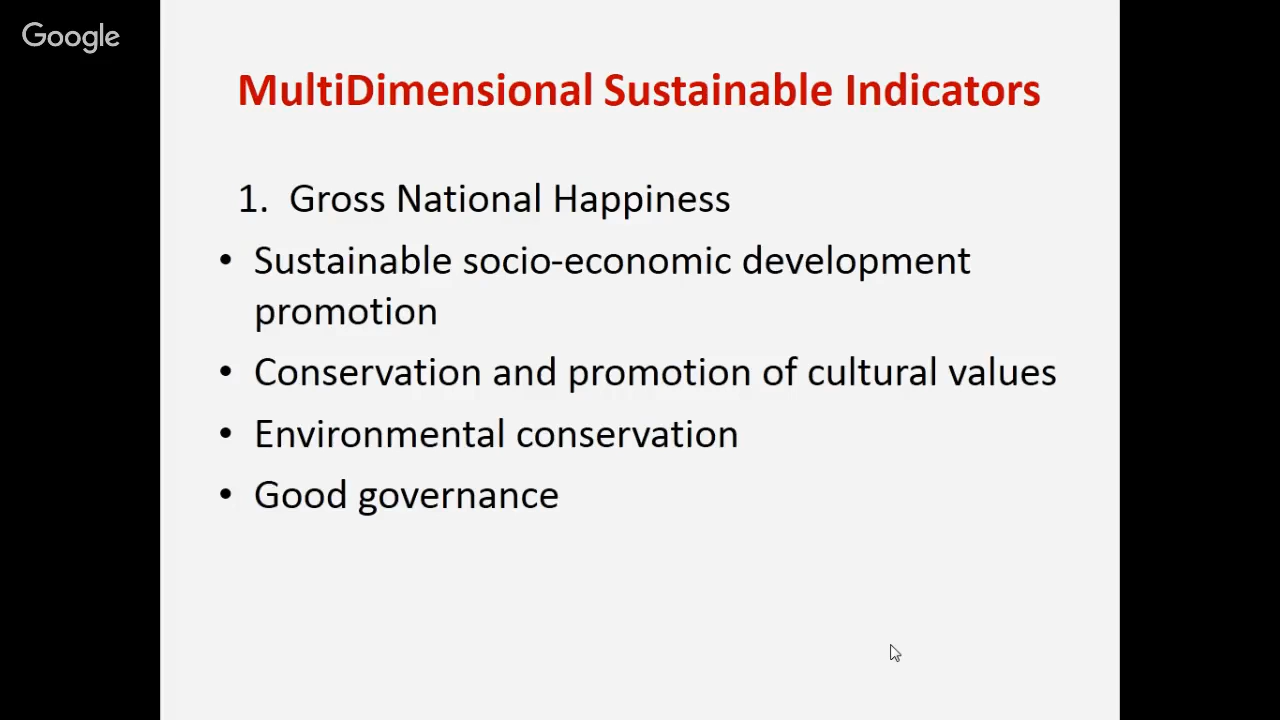 Google
MultiDimensional Sustainable Indicators
1. Gross National Happiness
• Sustainable socio-economic development
promotion
• Conservation and promotion of cultural values
• Environmental conservation
• Good governance